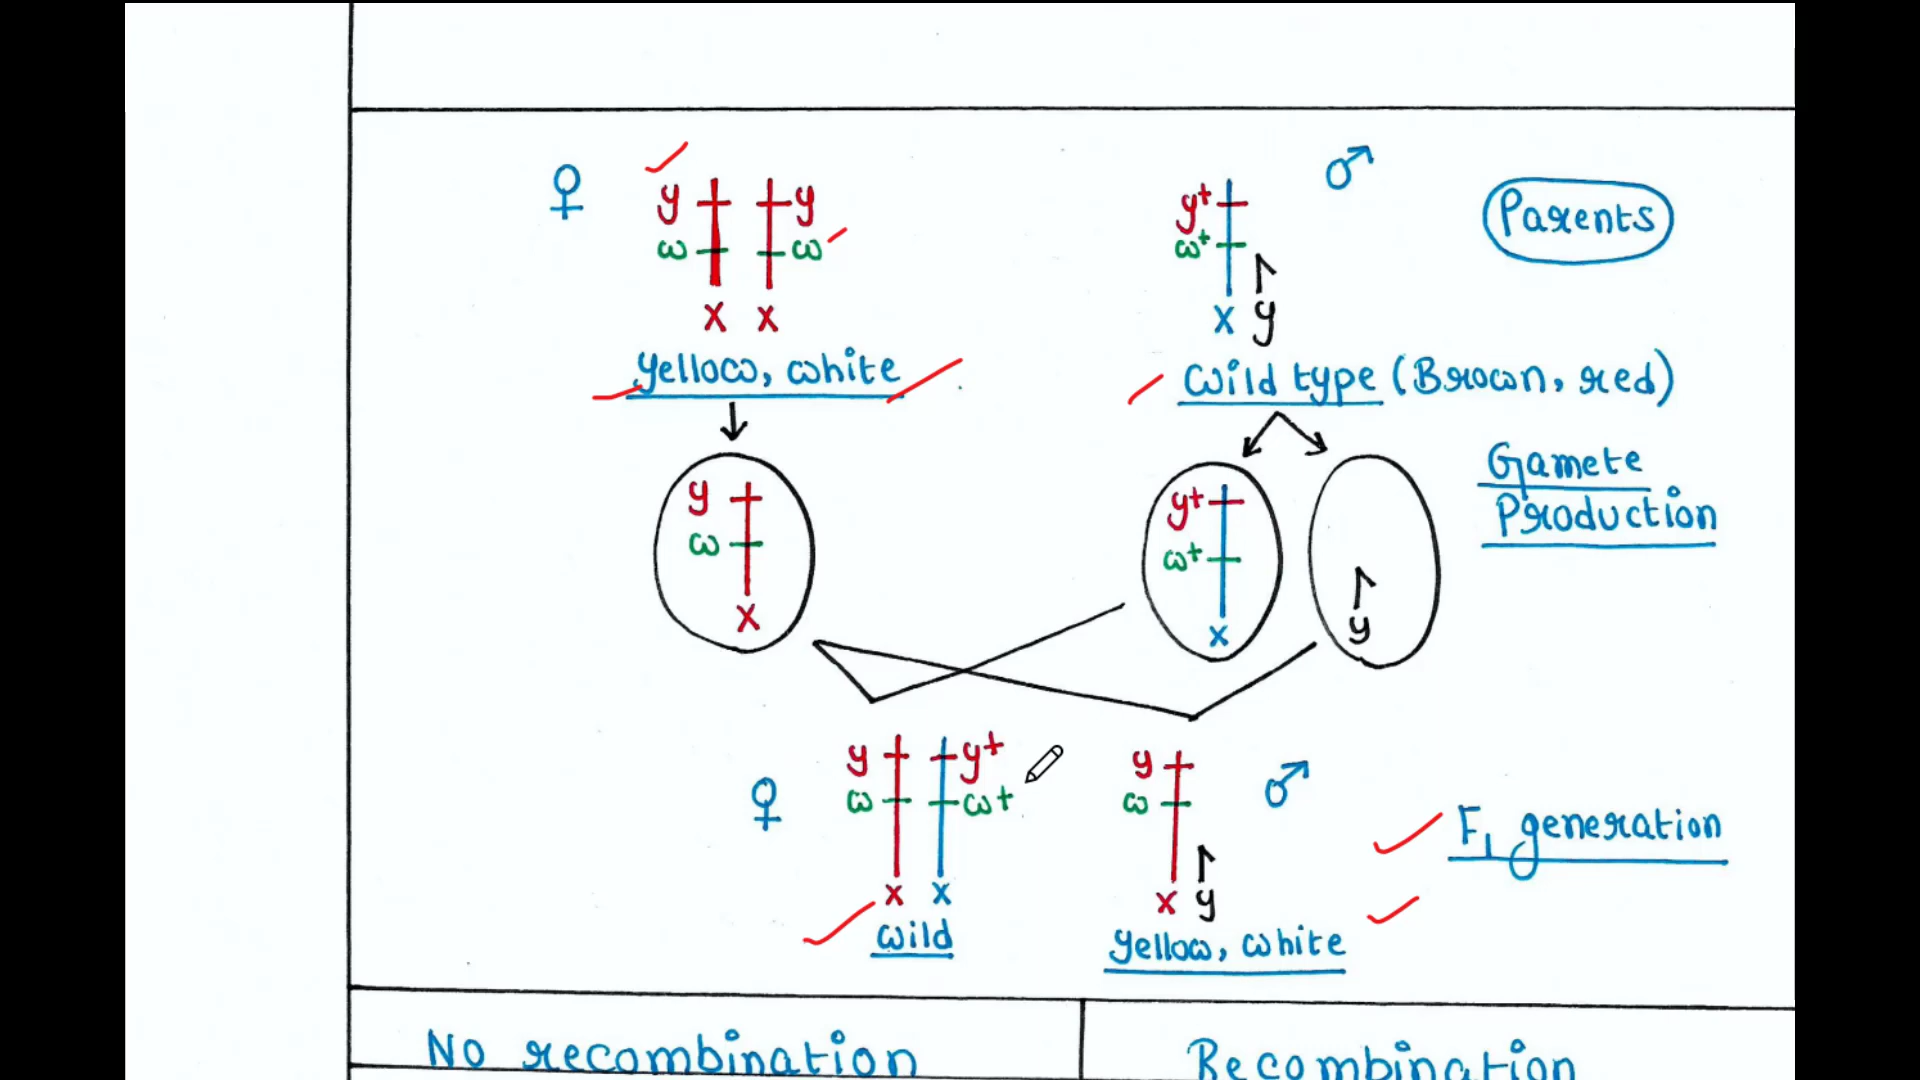 ♀ y y
w w
x x
yellow, white
y+ ♂
w+
x y
Wild type (Brown, red)
Parents
Gamete
Production
y
w
x
y+
w+
x
y
♀ y y+
w w+
x x
wild
y ♂
w
x y
yellow, white
F1 generation
No recombination
Recombination